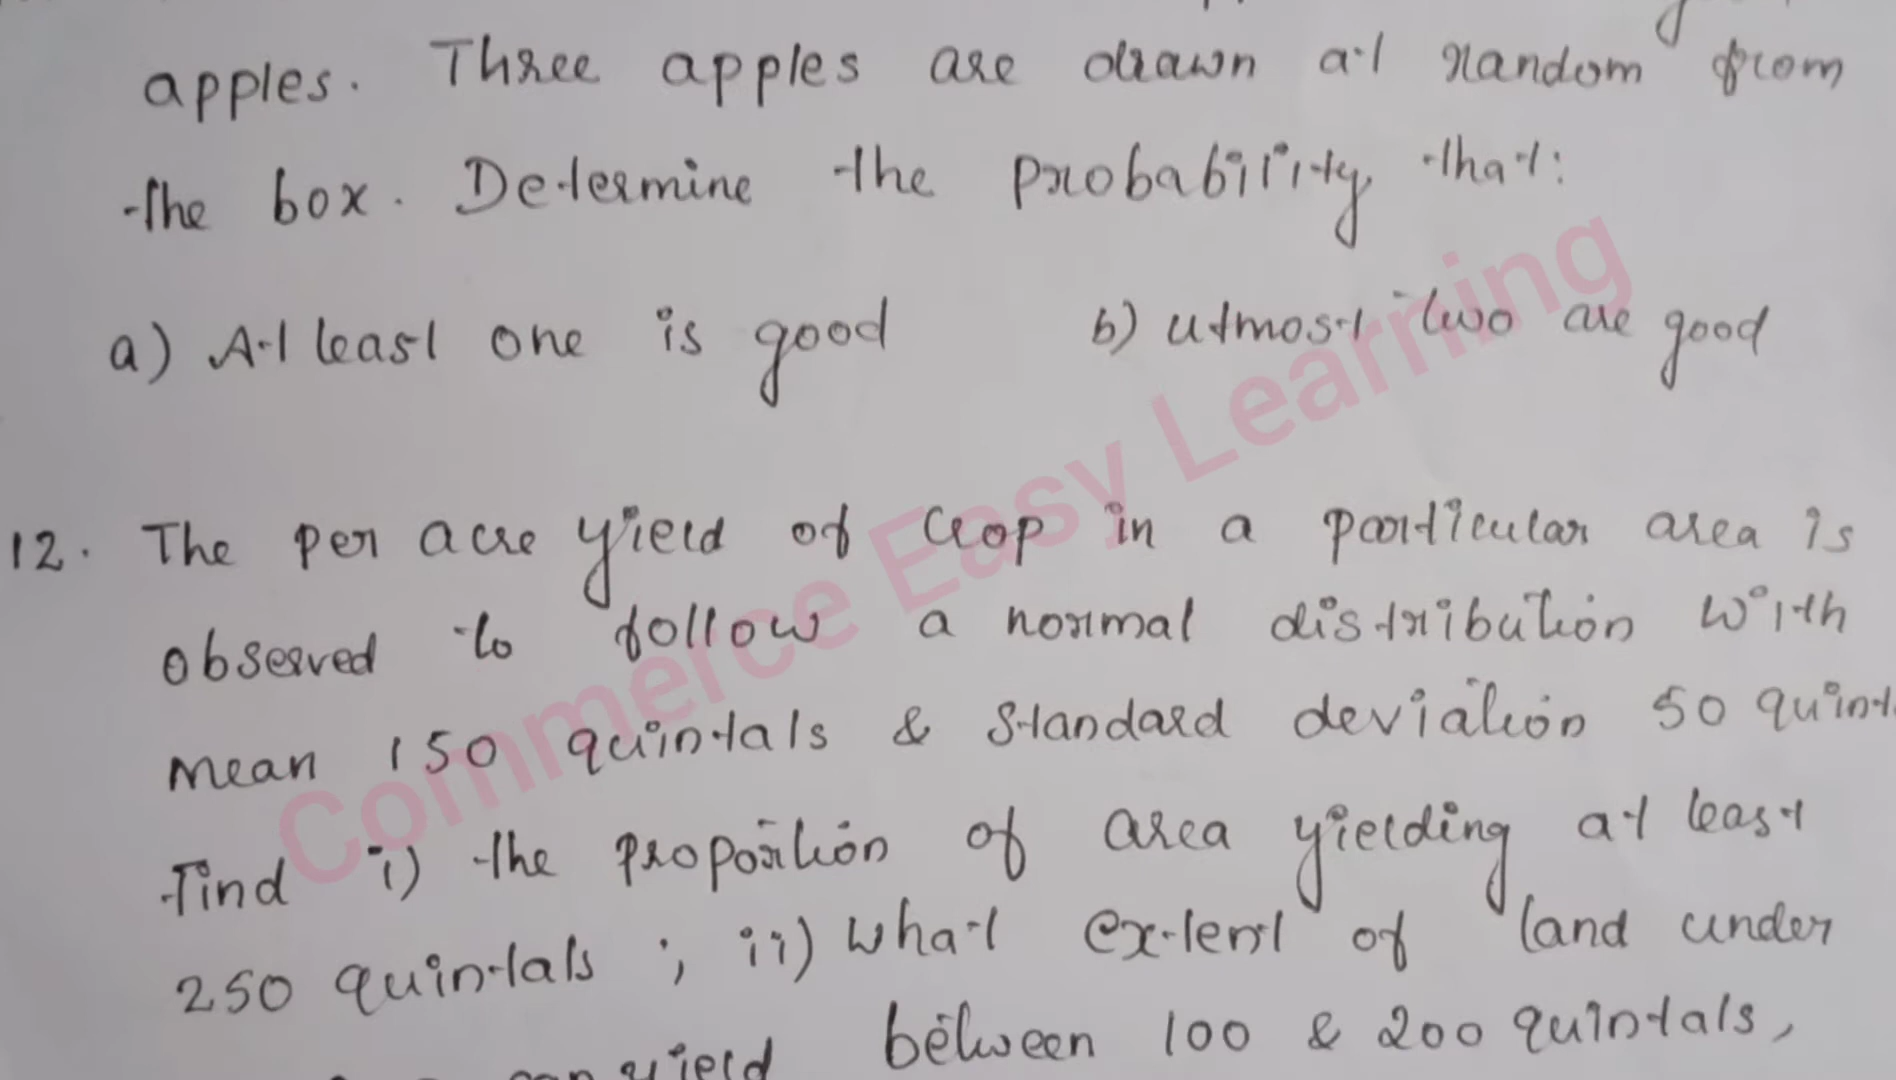 apples. Three apples are drawn at random from
the box. Determine the probability that:
a) At least one is good b) utmost two are good
12. The per acre yield of crop in a particular area is
observed to follow a normal distribution with
mean 150 quintals & standard deviation 50 quint
Find i) the proportion of area yielding at least
250 quintals ; ii) what extent of land under
yield between 100 & 200 quintals,
Commerce Easy Learning